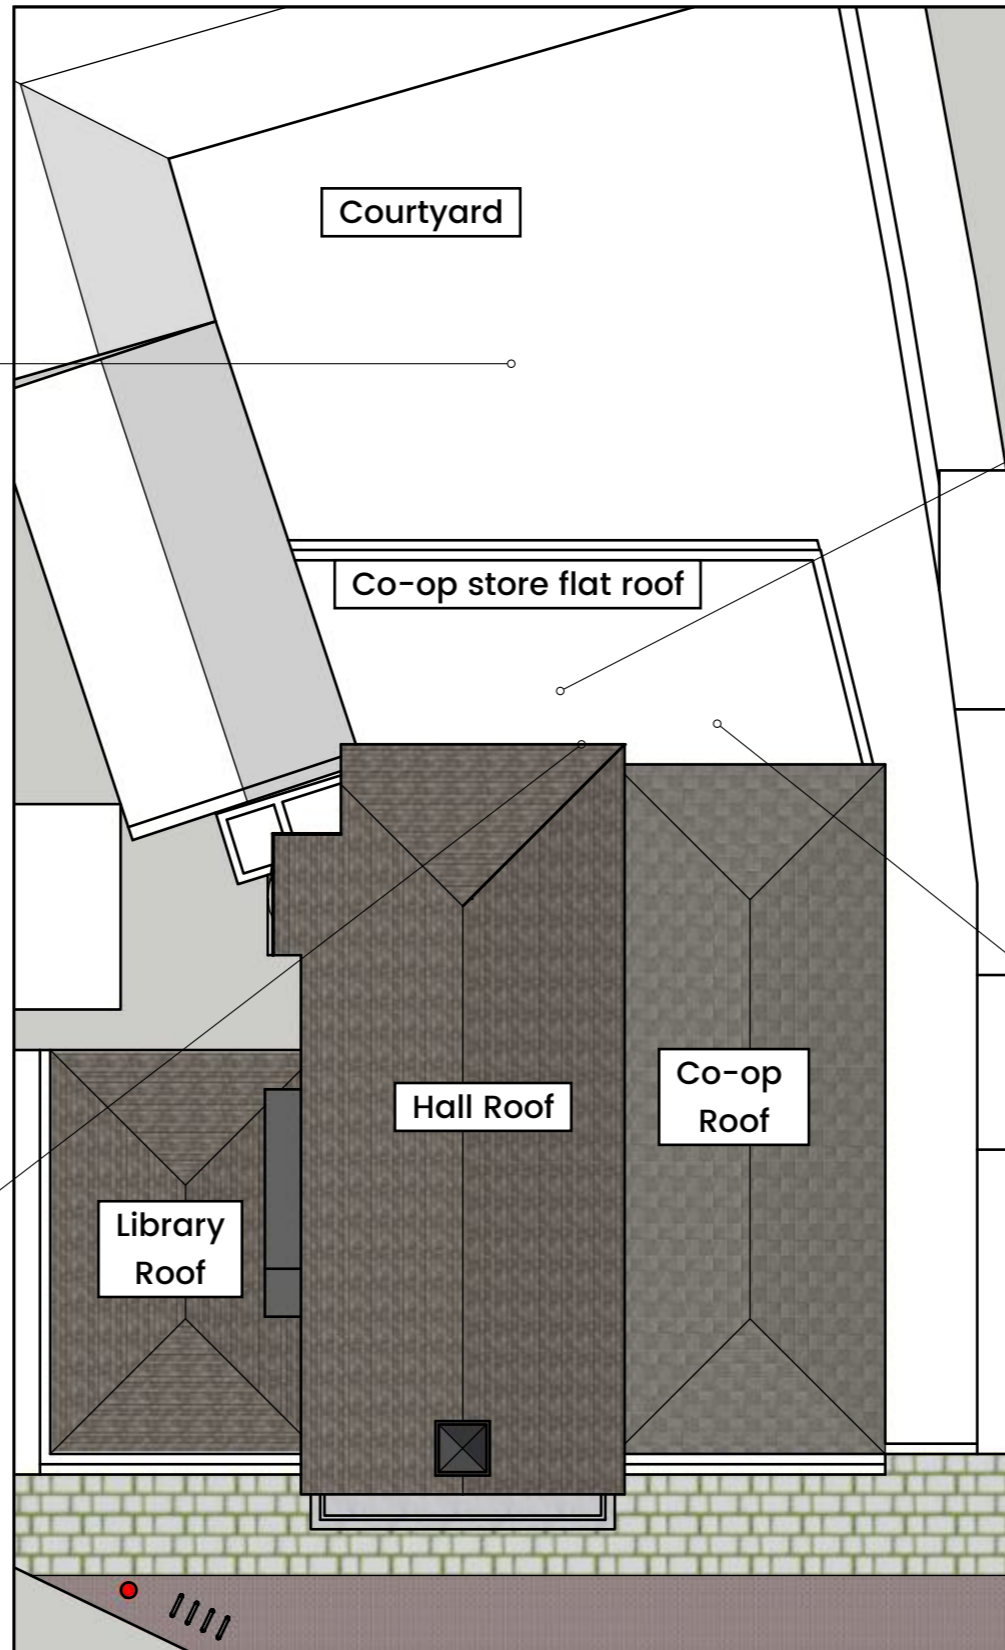 Courtyard
Co-op store flat roof
Hall Roof
Co-op
Roof
Library
Roof